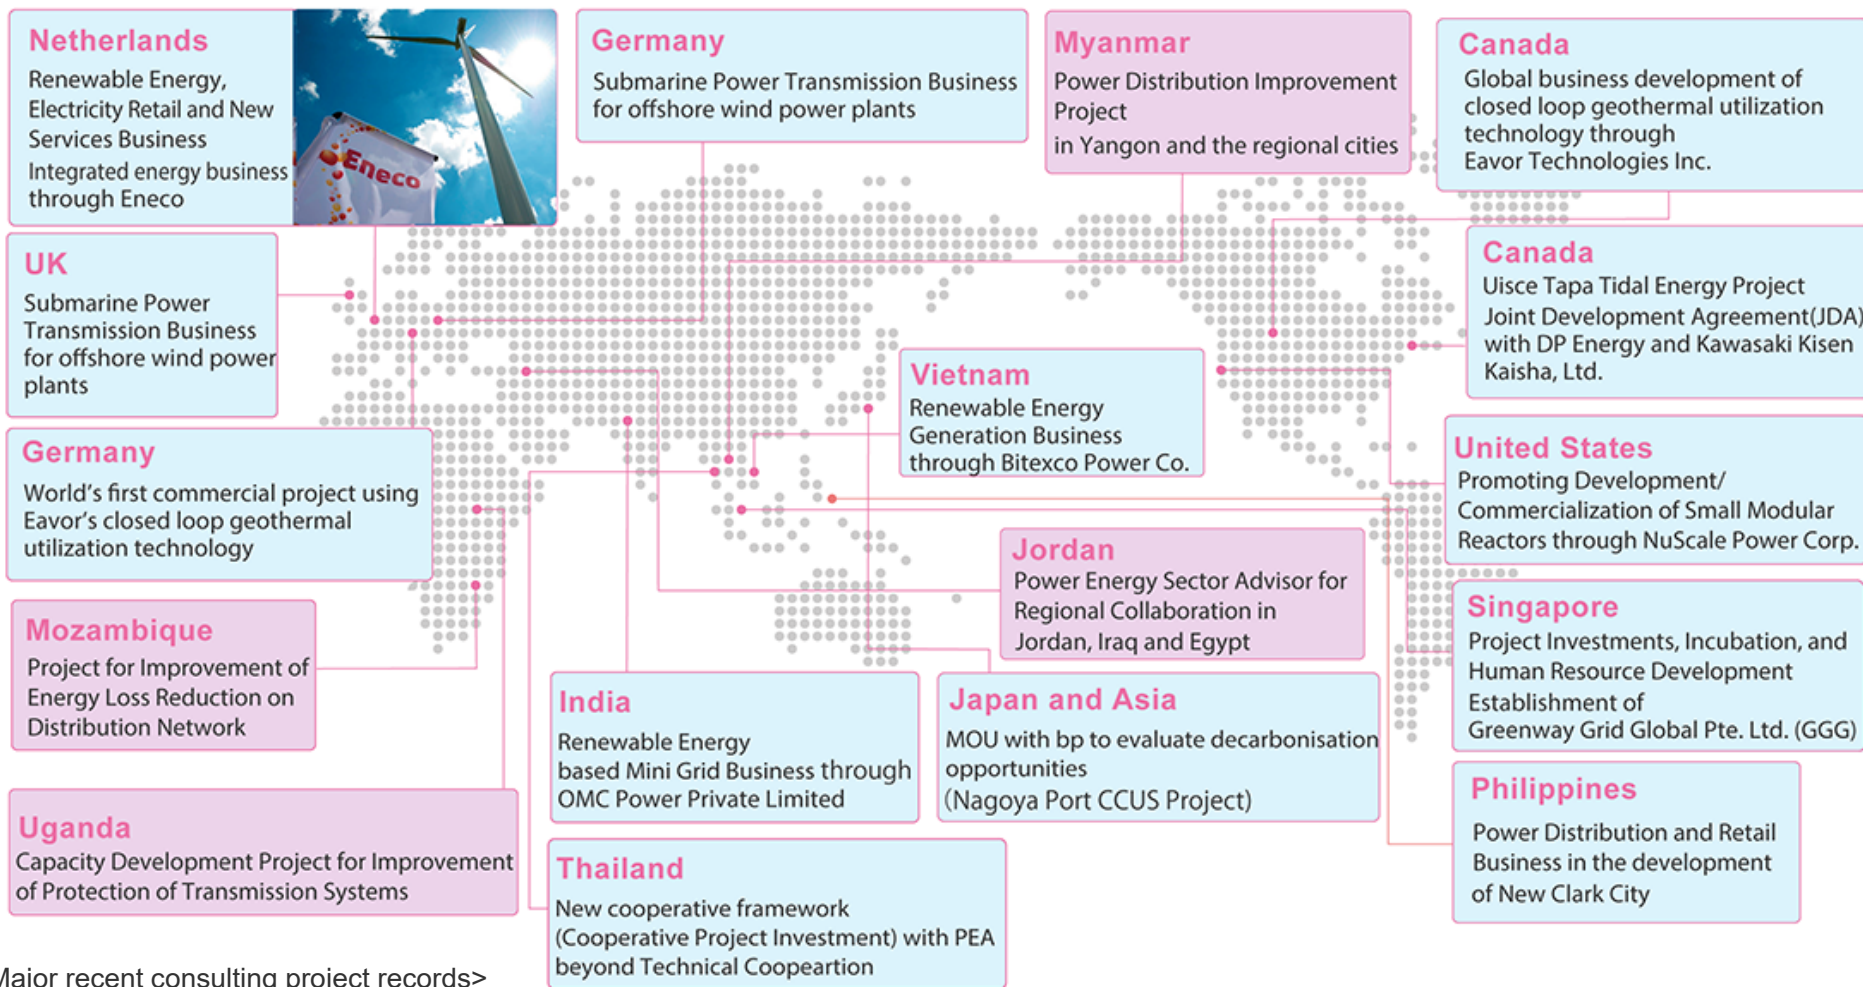 Netherlands
Renewable Energy,
Electricity Retail and New
Services Business
Integrated energy business
through Eneco
Eneco
Germany
Submarine Power Transmission Business
for offshore wind power plants
Myanmar
Power Distribution Improvement
Project
in Yangon and the regional cities
Canada
Global business development of
closed loop geothermal utilization
technology through
Eavor Technologies Inc.
UK
Submarine Power
Transmission Business
for offshore wind power
plants
Canada
Uisce Tapa Tidal Energy Project
Joint Development Agreement(JDA)
with DP Energy and Kawasaki Kisen
Kaisha, Ltd.
Vietnam
Renewable Energy
Generation Business
through Bitexco Power Co.
Germany
World's first commercial project using
Eavor's closed loop geothermal
utilization technology
United States
Promoting Development/
Commercialization of Small Modular
Reactors through NuScale Power Corp.
Jordan
Power Energy Sector Advisor for
Regional Collaboration in
Jordan, Iraq and Egypt
Singapore
Project Investments, Incubation, and
Human Resource Development
Establishment of
Greenway Grid Global Pte. Ltd. (GGG)
Mozambique
Project for Improvement of
Energy Loss Reduction on
Distribution Network
India
Renewable Energy
based Mini Grid Business through
OMC Power Private Limited
Japan and Asia
MOU with bp to evaluate decarbonisation
opportunities
(Nagoya Port CCUS Project)
Philippines
Power Distribution and Retail
Business in the development
of New Clark City
Uganda
Capacity Development Project for Improvement
of Protection of Transmission Systems
Thailand
New cooperative framework
(Cooperative Project Investment) with PEA
beyond Technical Coopeartion
Major recent consulting project records>